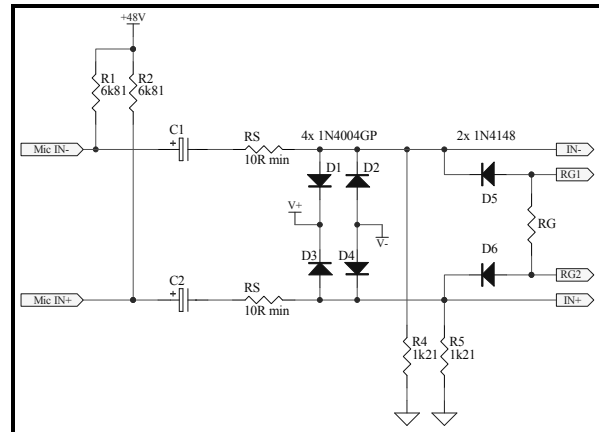 +48V
R1
6k81
R2
6k81
C1
+
RS
10R min
4x 1N4004GP
2x 1N4148
Mic IN-
IN-
D1
D2
RG1
D5
V+
V-
RG
D3
D4
D6
C2
+
RS
10R min
RG2
Mic IN+
IN+
R4
1k21
R5
1k21